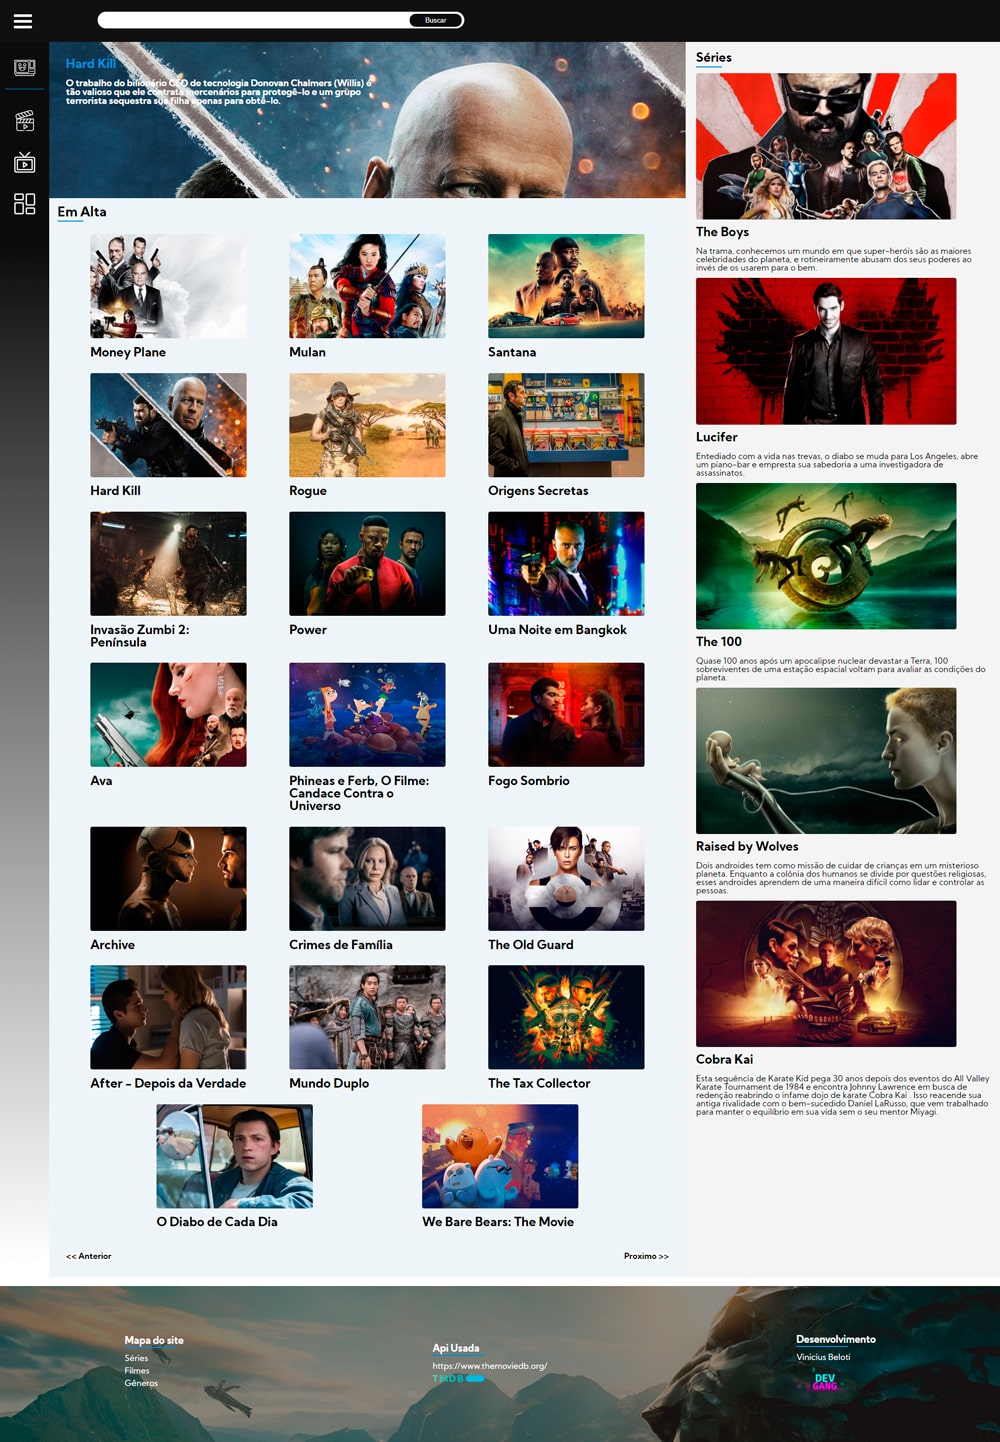 Buscar
Hard Kill
O trabalho do bilionário CEO de tecnologia Donovan Chalmers (Willis) é
tão valioso que ele contrata mercenários para protegê-lo e um grupo
terrorista sequestra sua filha apenas para obtê-lo.
Em Alta
Money Plane
Mulan
Santana
Hard Kill
Rogue
Origens Secretas
Invasão Zumbi 2:
Península
Power
Uma Noite em Bangkok
Ava
Phineas e Ferb, O Filme:
Candace Contra o
Universo
Fogo Sombrio
Archive
Crimes de Família
The Old Guard
After - Depois da Verdade
Mundo Duplo
The Tax Collector
O Diabo de Cada Dia
We Bare Bears: The Movie
<< Anterior
Proximo >>
Séries
The Boys
Na trama, conhecemos um mundo em que super-heróis são as maiores
celebridades do planeta, e rotineiramente abusam dos seus poderes ao
invés de os usarem para o bem.
Lucifer
Entediado com a vida nas trevas, o diabo se muda para Los Angeles, abre
um piano-bar e empresta sua sabedoria a uma investigadora de
assassinatos.
The 100
Quase 100 anos após um apocalipse nuclear devastar a Terra, 100
sobreviventes de uma estação espacial voltam para avaliar as condições do
planeta.
Raised by Wolves
Dois androides tem como missão de cuidar de crianças em um misterioso
planeta. Enquanto a colônia dos humanos se divide por questões religiosas,
esses androides aprendem de uma maneira difícil como lidar e controlar as
pessoas.
Cobra Kai
Esta sequência de Karate Kid pega 30 anos depois dos eventos do All Valley
Karate Tournament de 1984 e encontra Johnny Lawrence em busca de
redenção reabrindo o infame dojo de karate Cobra Kai . Isso reacende sua
antiga rivalidade com o bem-sucedido Daniel LaRusso, que vem trabalhado
para manter o equilíbrio em sua vida sem o seu mentor Miyagi.
Mapa do site
Séries
Filmes
Gêneros
Api Usada
https://www.themoviedb.org/
TMDB
Desenvolvimento
Vinicius Beloti
DEV
GANG